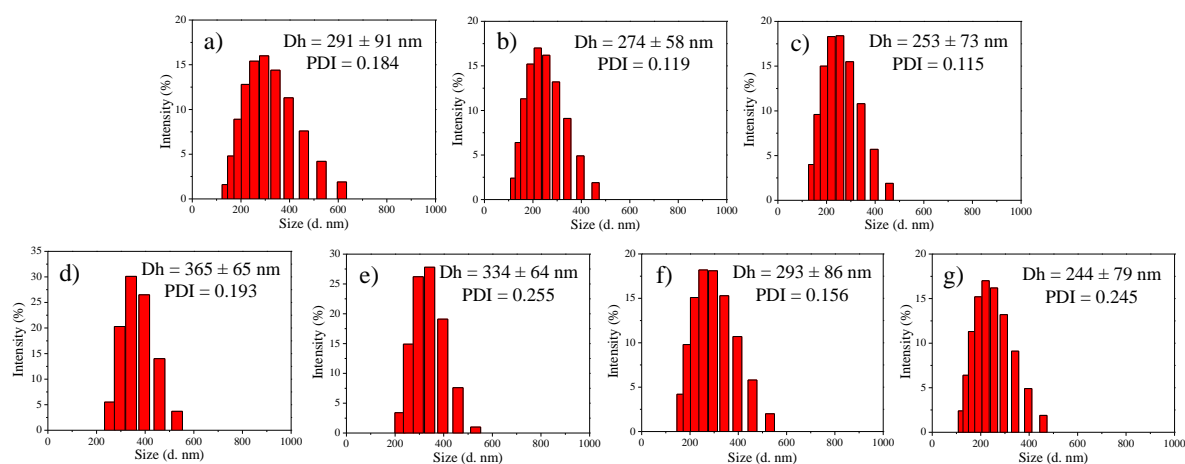 a)
Dh = 291 ± 91 nm
PDI = 0.184
Intensity (%)
20
15
10
5
0
0 200 400 600 800 1000
Size (d. nm)
b)
Dh = 274 ± 58 nm
PDI = 0.119
Intensity (%)
20
15
10
5
0
0 200 400 600 800 1000
Size (d. nm)
c)
Dh = 253 ± 73 nm
PDI = 0.115
Intensity (%)
20
15
10
5
0
0 200 400 600 800 1000
Size (d. nm)
d)
Dh = 365 ± 65 nm
PDI = 0.193
Intensity (%)
35
30
25
20
15
10
5
0
0 200 400 600 800 1000
Size (d. nm)
e)
Dh = 334 ± 64 nm
PDI = 0.255
Intensity (%)
30
25
20
15
10
5
0
0 200 400 600 800 1000
Size (d. nm)
f)
Dh = 293 ± 86 nm
PDI = 0.156
Intensity (%)
20
15
10
5
0
0 200 400 600 800 1000
Size (d. nm)
g)
Dh = 244 ± 79 nm
PDI = 0.245
Intensity (%)
20
15
10
5
0
0 200 400 600 800 1000
Size (d. nm)